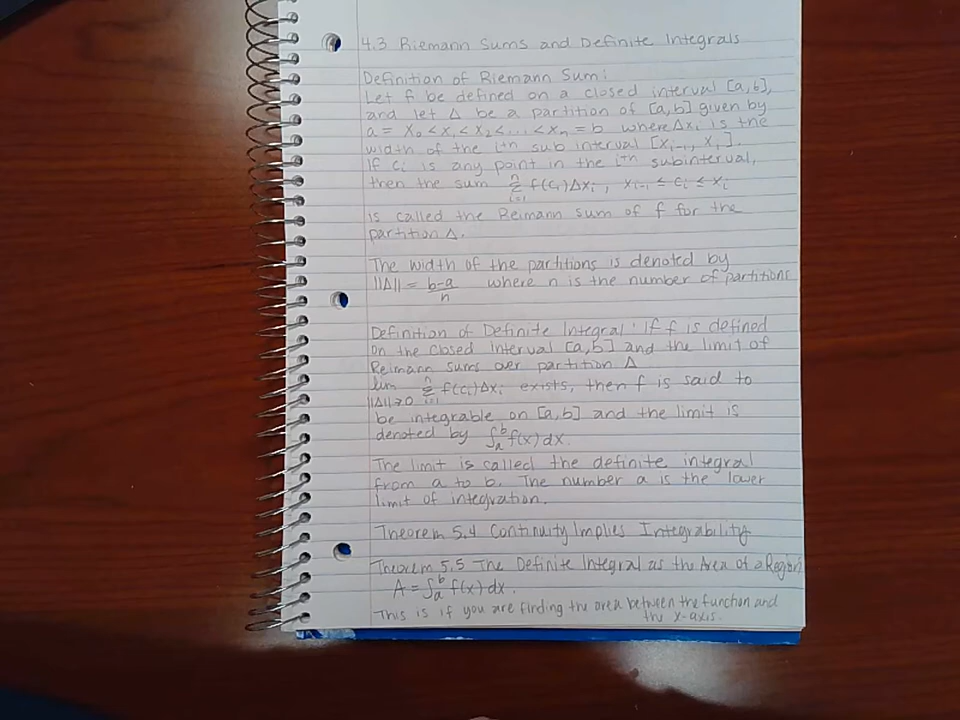 4.3 Riemann Sums and Definite Integrals
Definition of Riemann Sum:
Let f be defined on a closed interval [a,b],
and let Δ be a partition of [a,b] given by
a = x₀ < x₁ < x₂ < ... < xₙ = b where Δxᵢ is the
width of the ith sub interval [xᵢ₋₁, xᵢ].
If cᵢ is any point in the ith subinterval,
then the sum ∑ⁿᵢ₌₁ f(cᵢ)Δxᵢ, xᵢ₋₁ ≤ cᵢ ≤ xᵢ
is called the Reimann sum of f for the
partition Δ.
The width of the partitions is denoted by
||Δ|| = b-a/n where n is the number of partitions
Definition of Definite Integral: If f is defined
on the closed interval [a,b] and the limit of
Reimann sums over partition Δ
lim ||Δ||→0 ∑ⁿᵢ₌₁ f(cᵢ)Δxᵢ exists, then f is said to
be integrable on [a,b] and the limit is
denoted by ∫ₐᵇ f(x) dx.
The limit is called the definite integral
from a to b. The number a is the lower
limit of integration.
Theorem 5.4 Continuity Implies Integrability
Theorem 5.5 The Definite Integral as the Area of a Region
A = ∫ₐᵇ f(x) dx.
This is if you are finding the area between the function and
the x-axis.